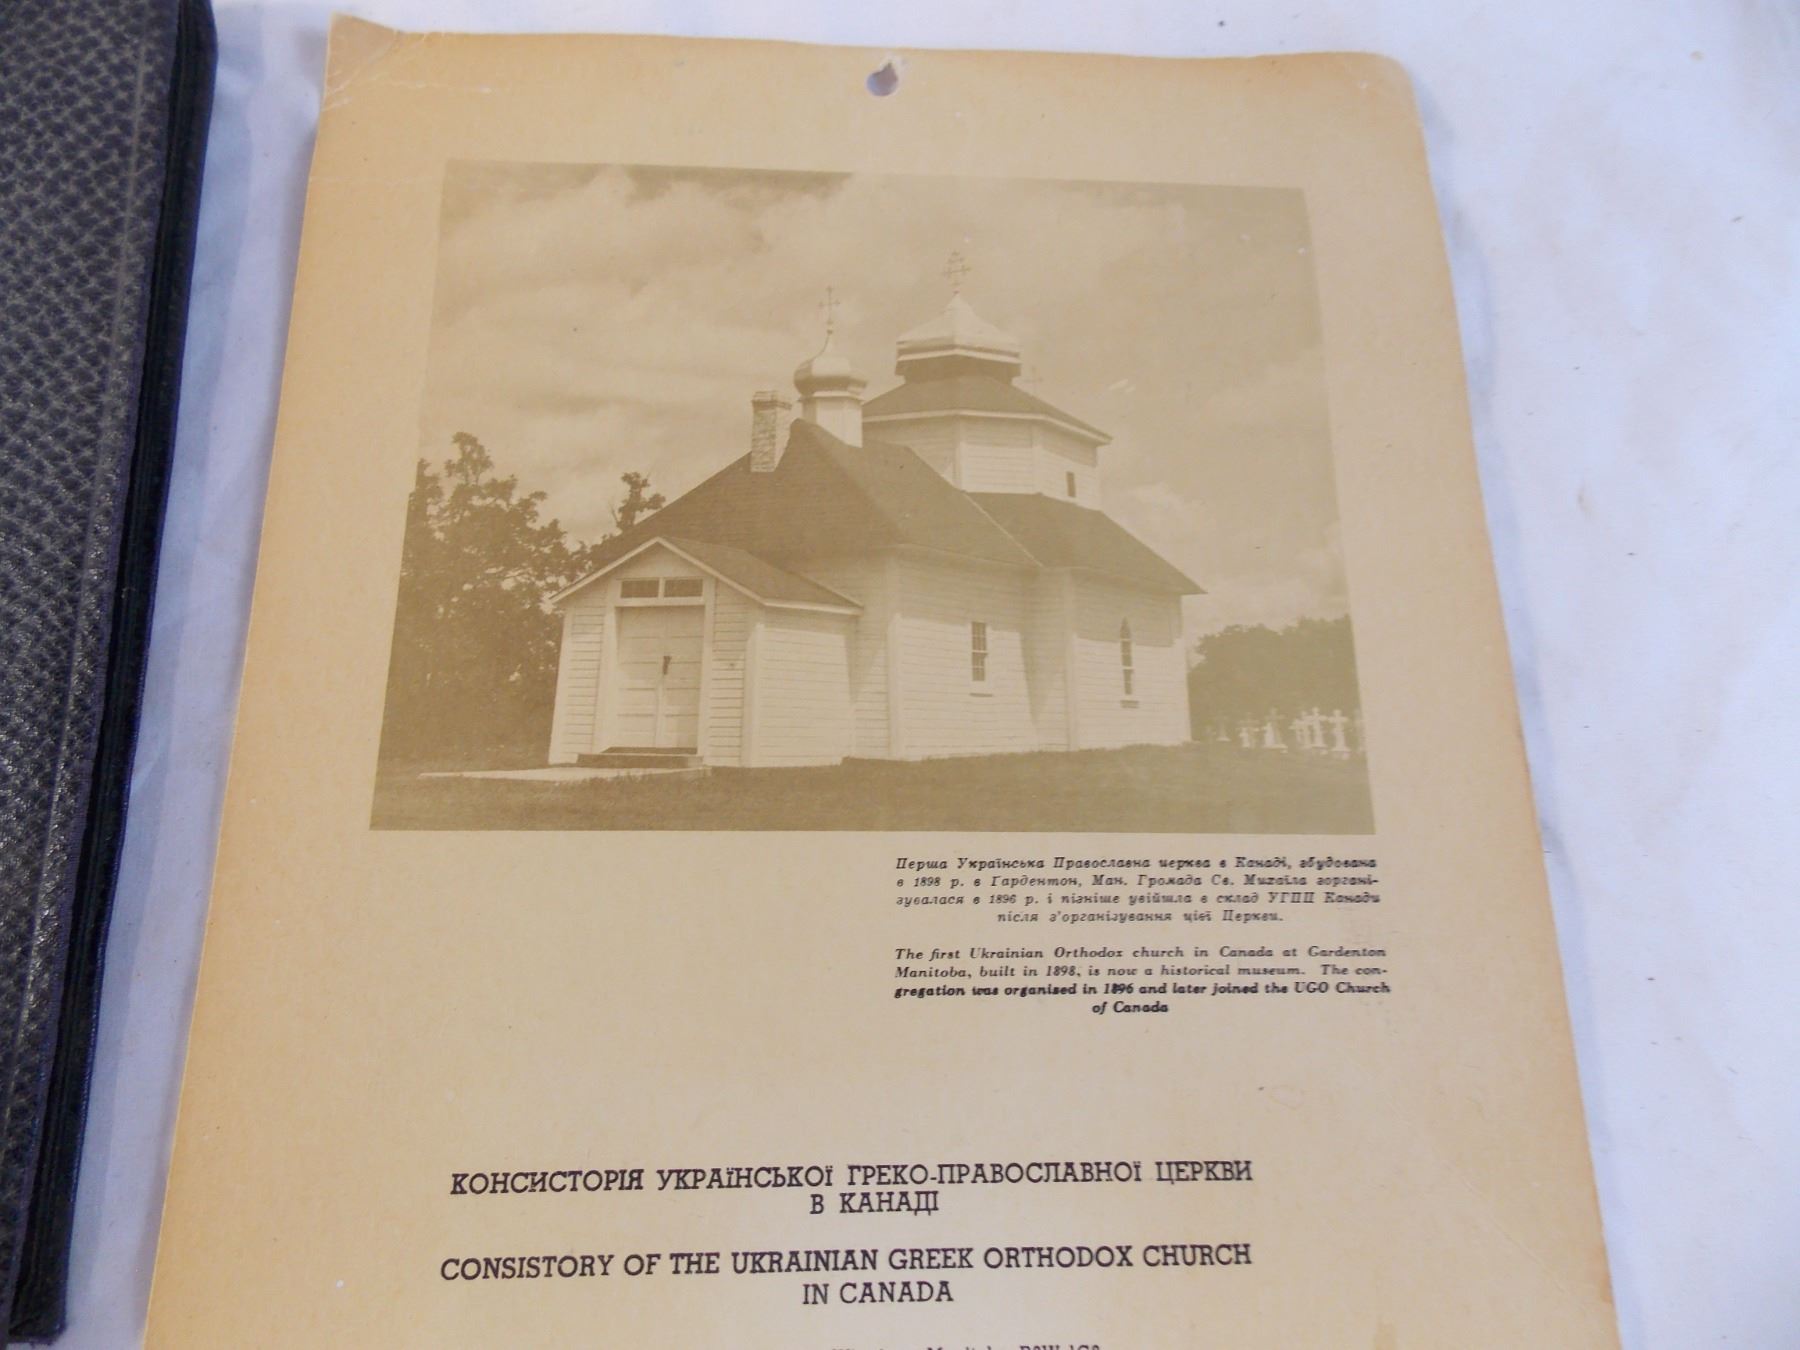 Перша Українська Православна церква в Канаді, збудована
в 1898 р. в Ґардентон, Ман. Громада Св. Михаїла зоргані-
зувалася в 1896 р. і пізніше увійшла в склад УГПЦ Канади
після з'організування цієї Церкви.
The first Ukrainian Orthodox church in Canada at Gardenton
Manitoba, built in 1898, is now a historical museum. The con-
gregation was organised in 1896 and later joined the UGO Church
of Canada
КОНСИСТОРІЯ УКРАЇНСЬКОЇ ГРЕКО-ПРАВОСЛАВНОЇ ЦЕРКВИ
В КАНАДІ
CONSISTORY OF THE UKRAINIAN GREEK ORTHODOX CHURCH
IN CANADA